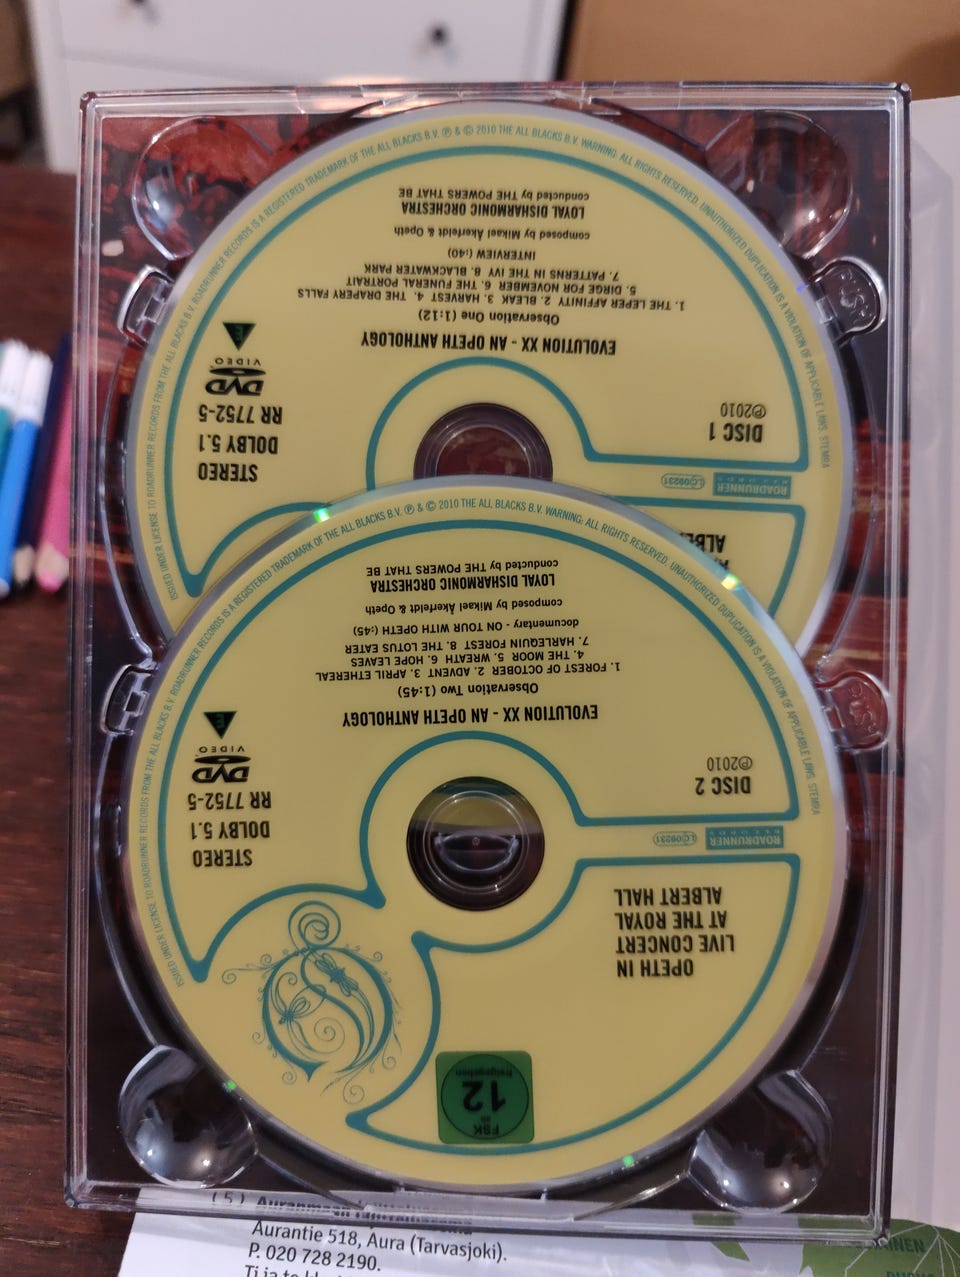 ISSUED UNDER LICENSE TO ROADRUNNER RECORDS FROM THE ALL BLACKS B.V. ROADRUNNER RECORDS IS A REGISTERED TRADEMARK OF THE ALL BLACKS B.V. ℗ & © 2010 THE ALL BLACKS B.V. WARNING: ALL RIGHTS RESERVED. UNAUTHORIZED DUPLICATION IS A VIOLATION OF APPLICABLE LAWS. STEMRA
ALBE
ROADRUNNER
RECORDS
LC 09231
DISC 1
℗2010
STEREO
DOLBY 5.1
RR 7752-5
DVD
VIDEO
EVOLUTION XX - AN OPETH ANTHOLOGY
Observation One (1:12)
1. THE LEPER AFFINITY 2. BLEAK 3. HARVEST 4. THE DRAPERY FALLS
5. DIRGE FOR NOVEMBER 6. THE FUNERAL PORTRAIT
7. PATTERNS IN THE IVY 8. BLACKWATER PARK
INTERVIEW (:40)
composed by Mikael Åkerfeldt & Opeth
LOYAL DISHARMONIC ORCHESTRA
conducted by THE POWERS THAT BE
PUSH
ISSUED UNDER LICENSE TO ROADRUNNER RECORDS FROM THE ALL BLACKS B.V. ROADRUNNER RECORDS IS A REGISTERED TRADEMARK OF THE ALL BLACKS B.V. ℗ & © 2010 THE ALL BLACKS B.V. WARNING: ALL RIGHTS RESERVED. UNAUTHORIZED DUPLICATION IS A VIOLATION OF APPLICABLE LAWS. STEMRA
FSK
ab
12
freigegeben
OPETH IN
LIVE CONCERT
AT THE ROYAL
ALBERT HALL
ROADRUNNER
RECORDS
LC 09231
DISC 2
℗2010
STEREO
DOLBY 5.1
RR 7752-5
DVD
VIDEO
EVOLUTION XX - AN OPETH ANTHOLOGY
Observation Two (1:45)
1. FOREST OF OCTOBER 2. ADVENT 3. APRIL ETHEREAL
4. THE MOOR 5. WREATH 6. HOPE LEAVES
7. HARLEQUIN FOREST 8. THE LOTUS EATER
documentary - ON TOUR WITH OPETH (:45)
composed by Mikael Åkerfeldt & Opeth
LOYAL DISHARMONIC ORCHESTRA
conducted by THE POWERS THAT BE
PUSH
(5)
Aurantie 518, Aura (Tarvasjoki).
P. 020 728 2190.